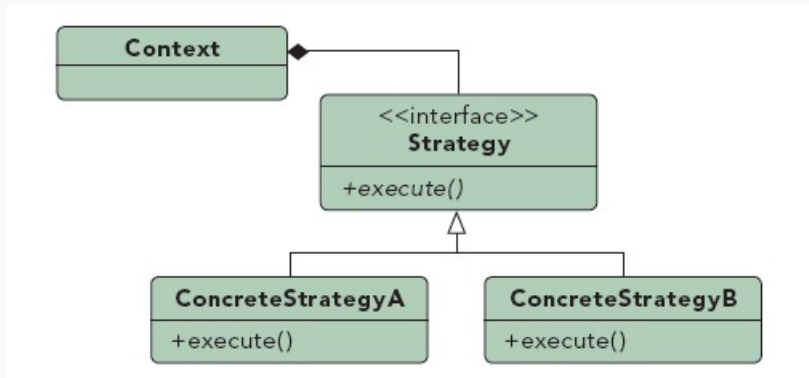 Context
<<interface>>
Strategy
+execute()
ConcreteStrategyA
+execute()
ConcreteStrategyB
+execute()